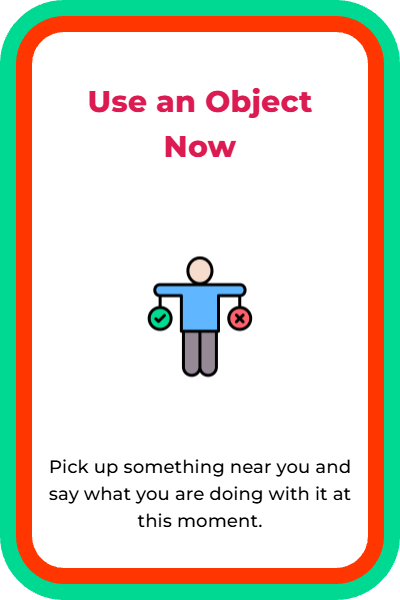 Use an Object
Now
Pick up something near you and
say what you are doing with it at
this moment.